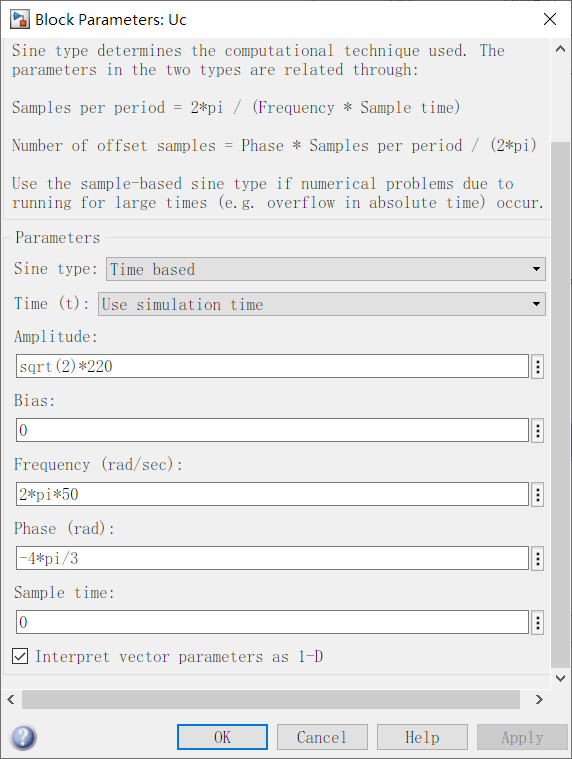 Block Parameters: Uc
Sine type determines the computational technique used. The
parameters in the two types are related through:
Samples per period = 2*pi / (Frequency * Sample time)
Number of offset samples = Phase * Samples per period / (2*pi)
Use the sample-based sine type if numerical problems due to
running for large times (e.g. overflow in absolute time) occur.
Parameters
Sine type: Time based
Time (t): Use simulation time
Amplitude:
sqrt(2)*220
Bias:
0
Frequency (rad/sec):
2*pi*50
Phase (rad):
-4*pi/3
Sample time:
0
Interpret vector parameters as 1-D
OK Cancel Help Apply